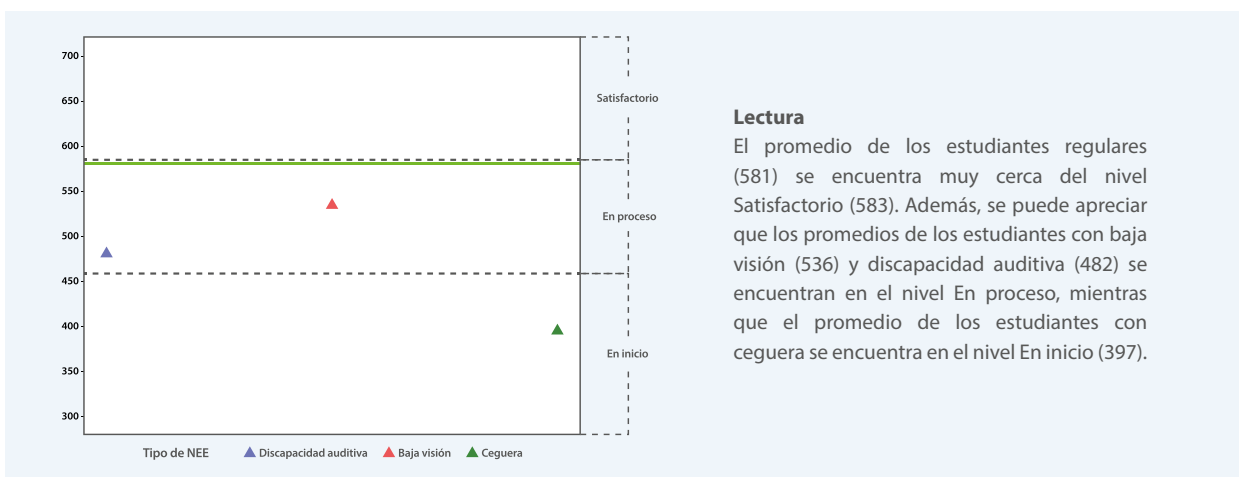 700
650
600
550
500
450
400
350
300
Satisfactorio
En proceso
En inicio
Tipo de NEE
Discapacidad auditiva
Baja visión
Ceguera
Lectura
El promedio de los estudiantes regulares
(581) se encuentra muy cerca del nivel
Satisfactorio (583). Además, se puede apreciar
que los promedios de los estudiantes con baja
visión (536) y discapacidad auditiva (482) se
encuentran en el nivel En proceso, mientras
que el promedio de los estudiantes con
ceguera se encuentra en el nivel En inicio (397).